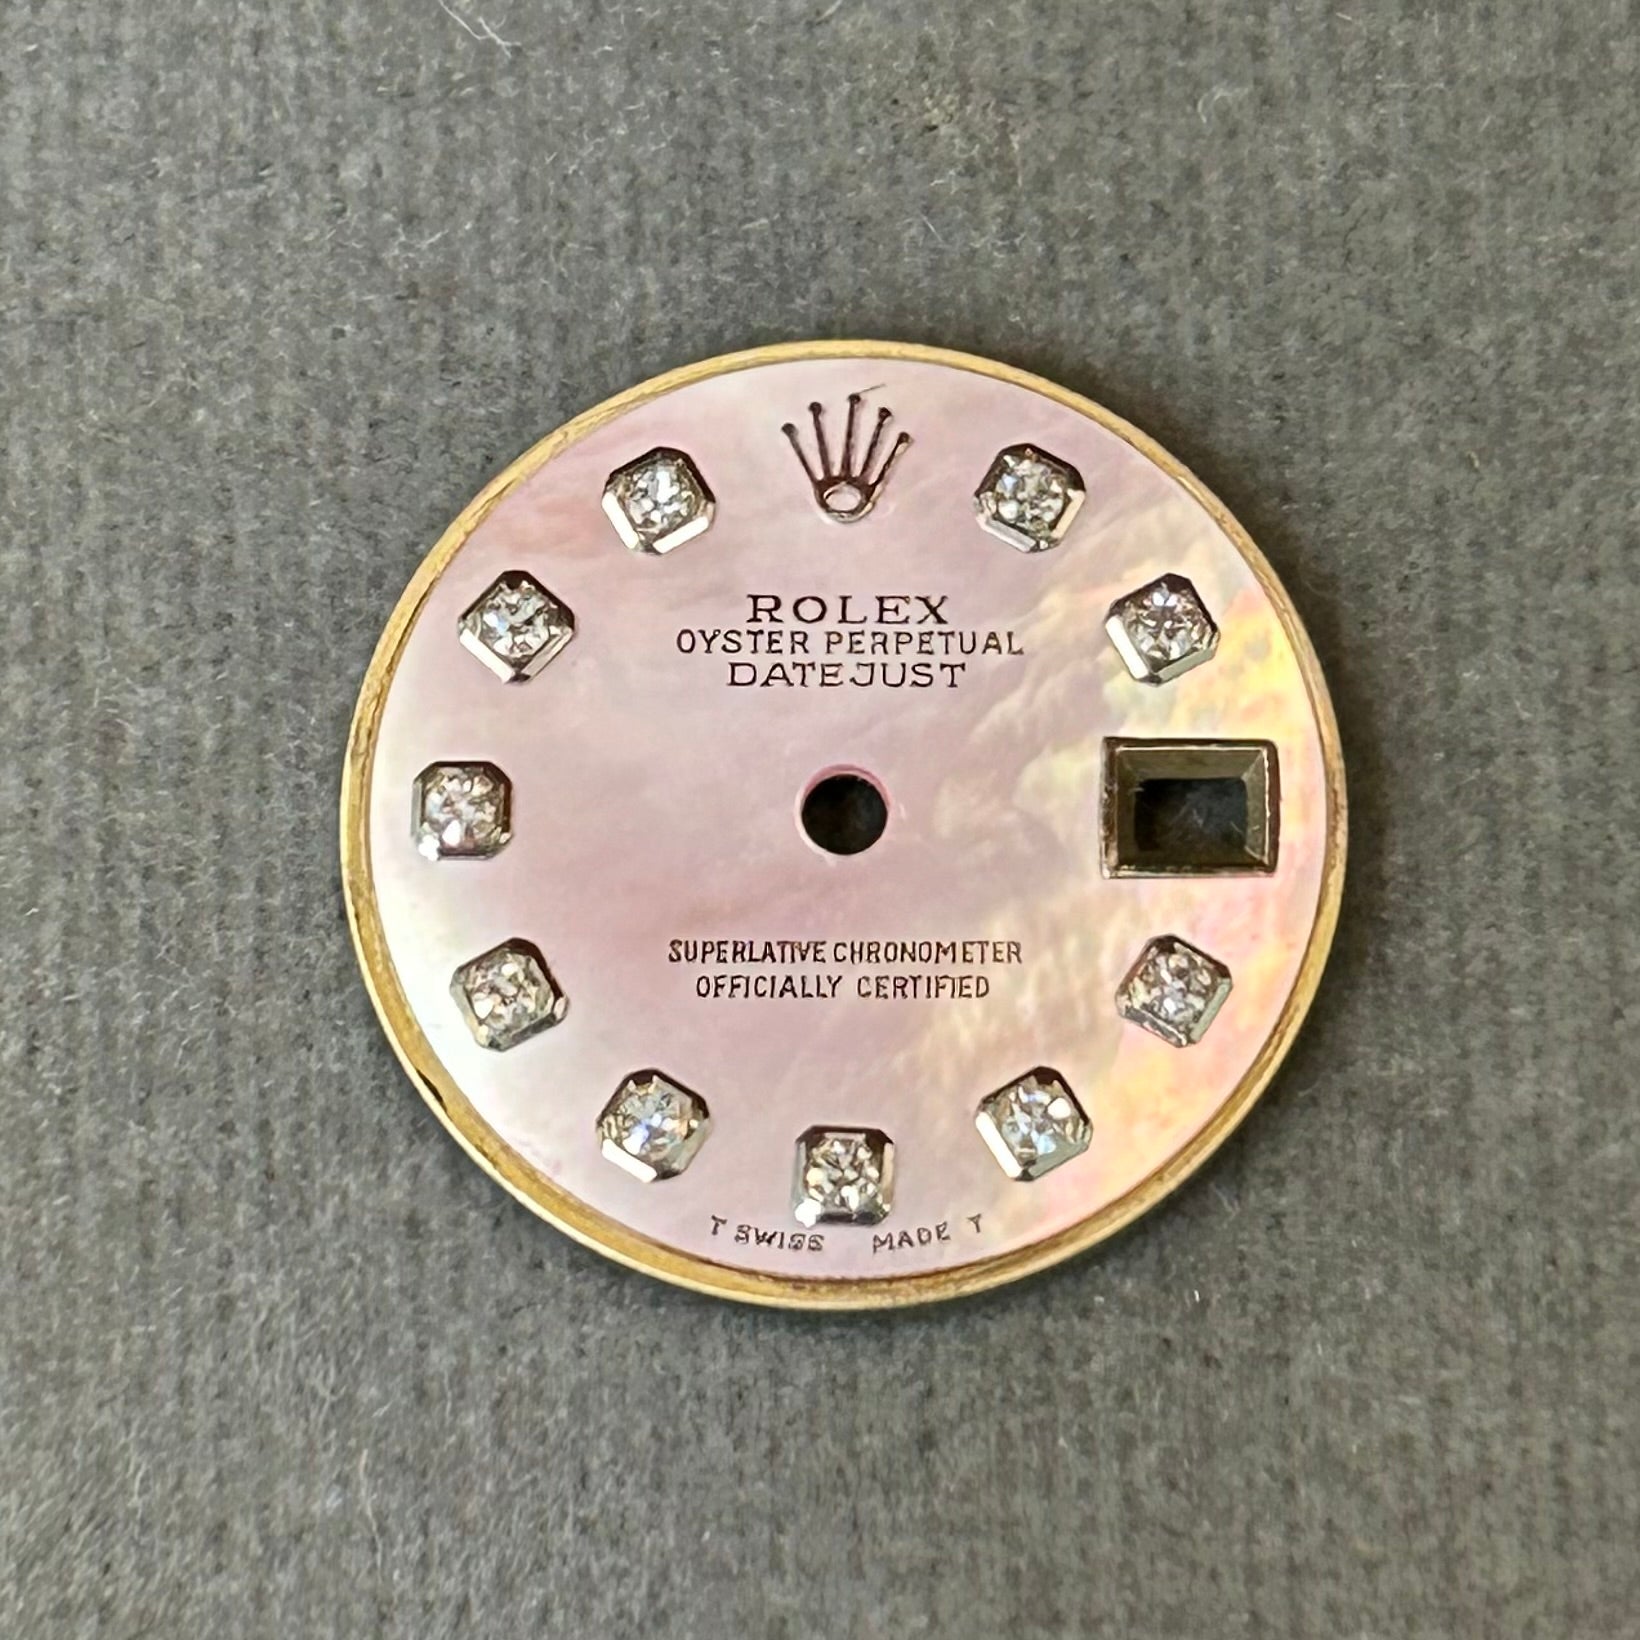 ROLEX
OYSTER PERPETUAL
DATEJUST
SUPERLATIVE CHRONOMETER
OFFICIALLY CERTIFIED
T SWISS MADE T